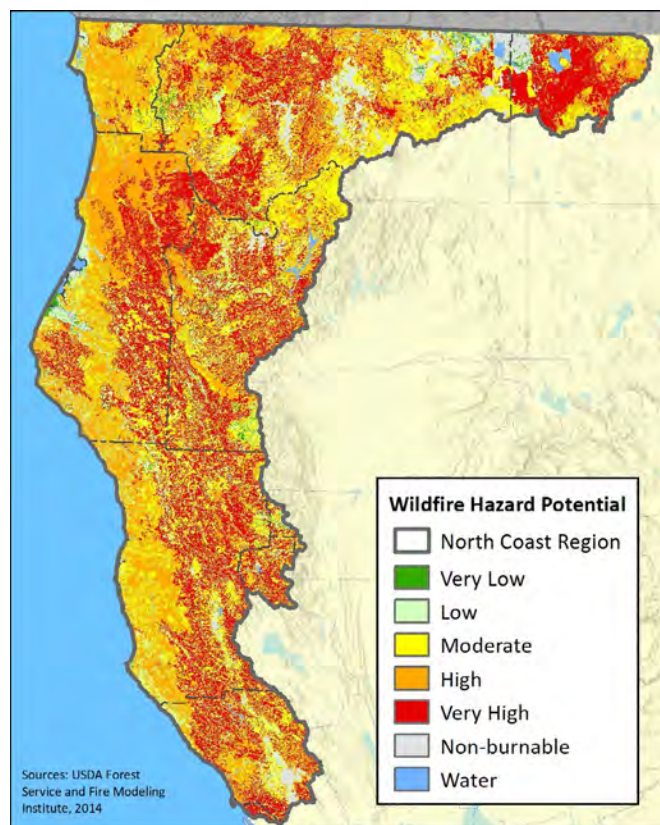 Wildfire Hazard Potential
North Coast Region
Very Low
Low
Moderate
High
Very High
Non-burnable
Water
Sources: USDA Forest
Service and Fire Modeling
Institute, 2014